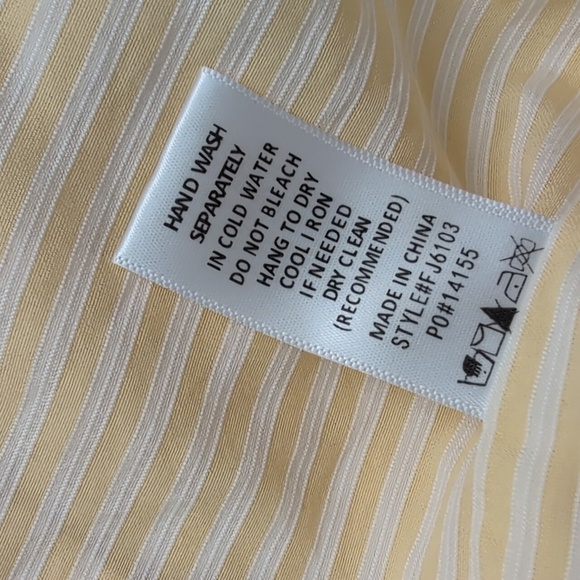 HAND WASH
SEPARATELY
IN COLD WATER
DO NOT BLEACH
HANG TO DRY
COOL IRON
IF NEEDED
DRY CLEAN
(RECOMMENDED)
MADE IN CHINA
STYLE#FJ6103
PO#14155